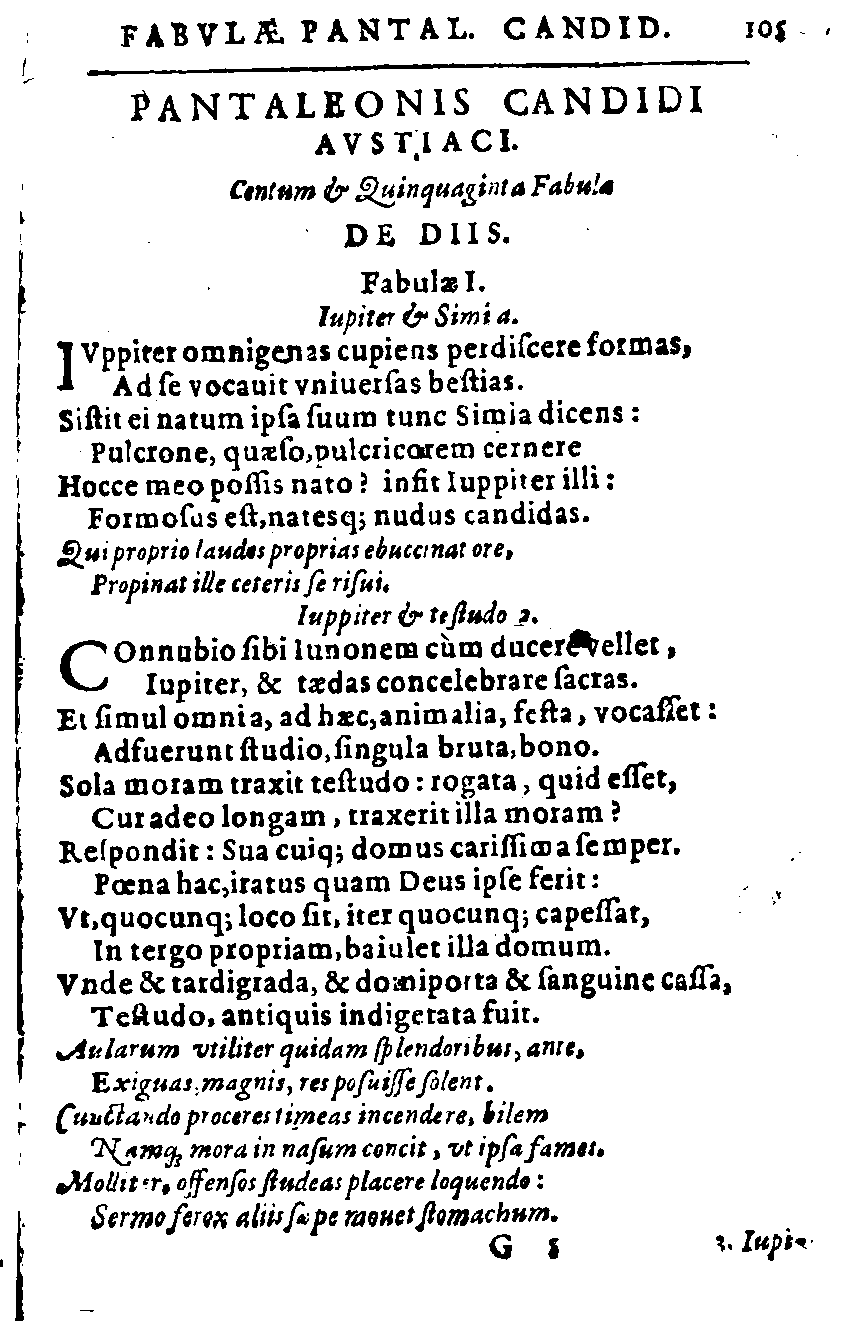 FABVLÆ PANTAL. CANDID. 105
PANTALEONIS CANDIDI
AVSTIACI.
Centum & Quinquaginta Fabulæ
DE DIIS.
Fabulæ I.
Iupiter & Simia.
IVppiter omnigenas cupiens perdiſcere formas,
Ad ſe vocauit vniuerſas beſtias.
Siſtit ei natum ipſa ſuum tunc Simia dicens:
Pulcrone, quæſo, pulcriorem cernere
Hocce meo poſſis nato? infit Iuppiter illi:
Formoſus eſt, natesq; nudus candidas.
Qui proprio laudes proprias ebuccinat ore,
Propinat ille ceteris ſe riſui.
Iuppiter & teſtudo 2.
COnnubio ſibi Iunonem cùm ducere vellet,
Iupiter, & tædas concelebrare ſacras.
Et ſimul omnia, ad hæc, animalia, feſta, vocaſſet:
Adfuerunt ſtudio, ſingula bruta, bono.
Sola moram traxit teſtudo: rogata, quid eſſet,
Cur adeo longam, traxerit illa moram?
Reſpondit: Sua cuiq; domus cariſſima ſemper.
Pœna hac, iratus quam Deus ipſe ferit:
Vt, quocunq; loco ſit, iter quocunq; capeſſat,
In tergo propriam, baiulet illa domum.
Vnde & tardigrada, & domiporta & ſanguine caſſa,
Teſtudo, antiquis indigetata fuit.
Aularum vtiliter quidam ſplendoribus, ante,
Exiguas, magnis, res poſuiſſe ſolent.
Cunctando proceres timeas incendere, bilem
Namq; mora in naſum concit, vt ipſa fames.
Molliter, offenſos ſtudeas placere loquendo:
Sermo ferox aliis ſæpe mouet ſtomachum.
G 5 3. Iupi-